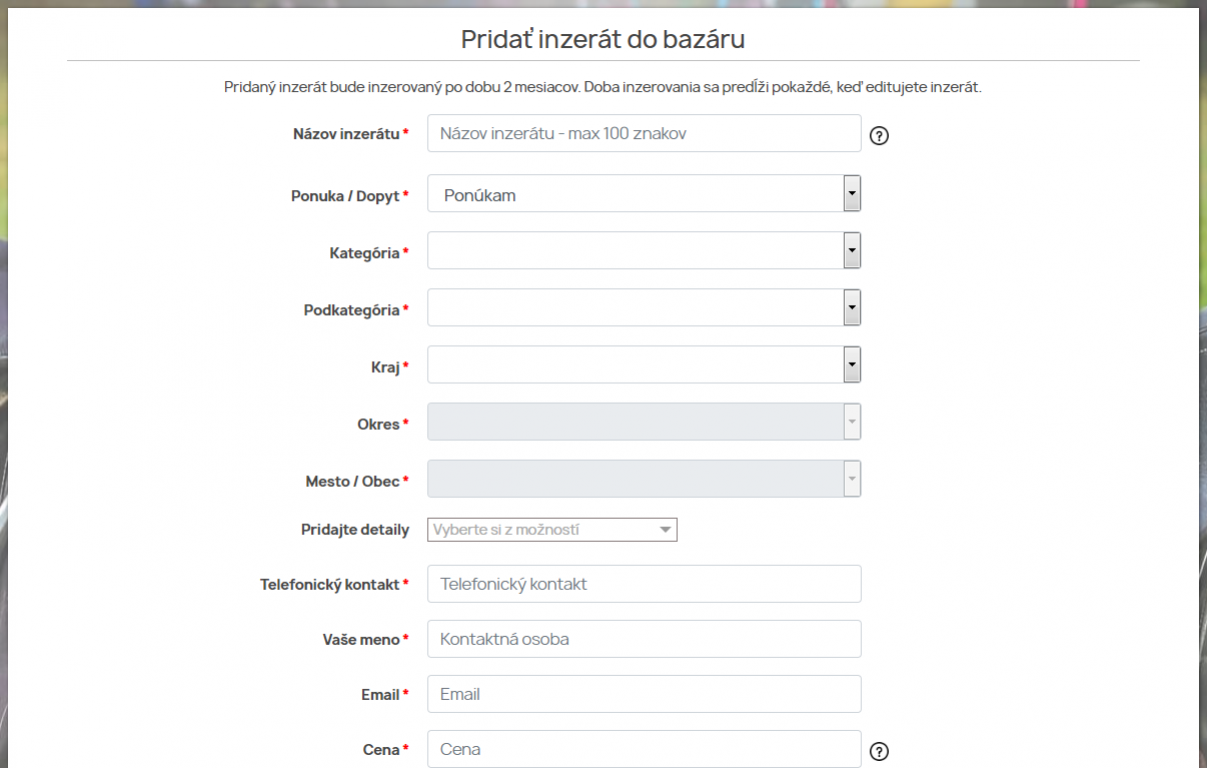 Pridať inzerát do bazáru
Pridaný inzerát bude inzerovaný po dobu 2 mesiacov. Doba inzerovania sa predĺži pokaždé, keď editujete inzerát.
Názov inzerátu * Názov inzerátu - max 100 znakov ?
Ponuka / Dopyt * Ponúkam
Kategória *
Podkategória *
Kraj *
Okres *
Mesto / Obec *
Pridajte detaily Vyberte si z možností
Telefonický kontakt * Telefonický kontakt
Vaše meno * Kontaktná osoba
Email * Email
Cena * Cena ?